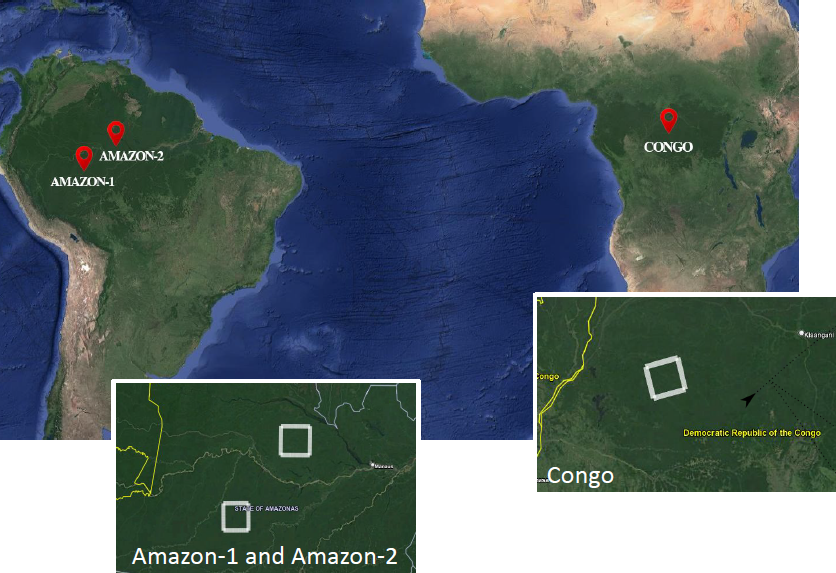 AMAZON-2
AMAZON-1
CONGO
Kisangani
Congo
Democratic Republic of the Congo
Congo
Manaus
STATE OF AMAZONAS
Amazon-1 and Amazon-2